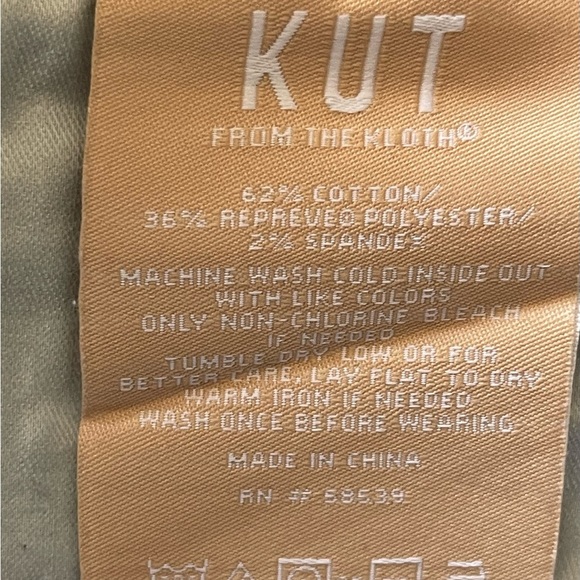 KUT
FROM THE KLOTH®
62% COTTON/
36% REPREVE® POLYESTER/
2% SPANDEX
MACHINE WASH COLD INSIDE OUT
WITH LIKE COLORS
ONLY NON-CHLORINE BLEACH
IF NEEDED
TUMBLE DRY LOW OR FOR
BETTER CARE, LAY FLAT TO DRY
WARM IRON IF NEEDED
WASH ONCE BEFORE WEARING
MADE IN CHINA
RN # 58539